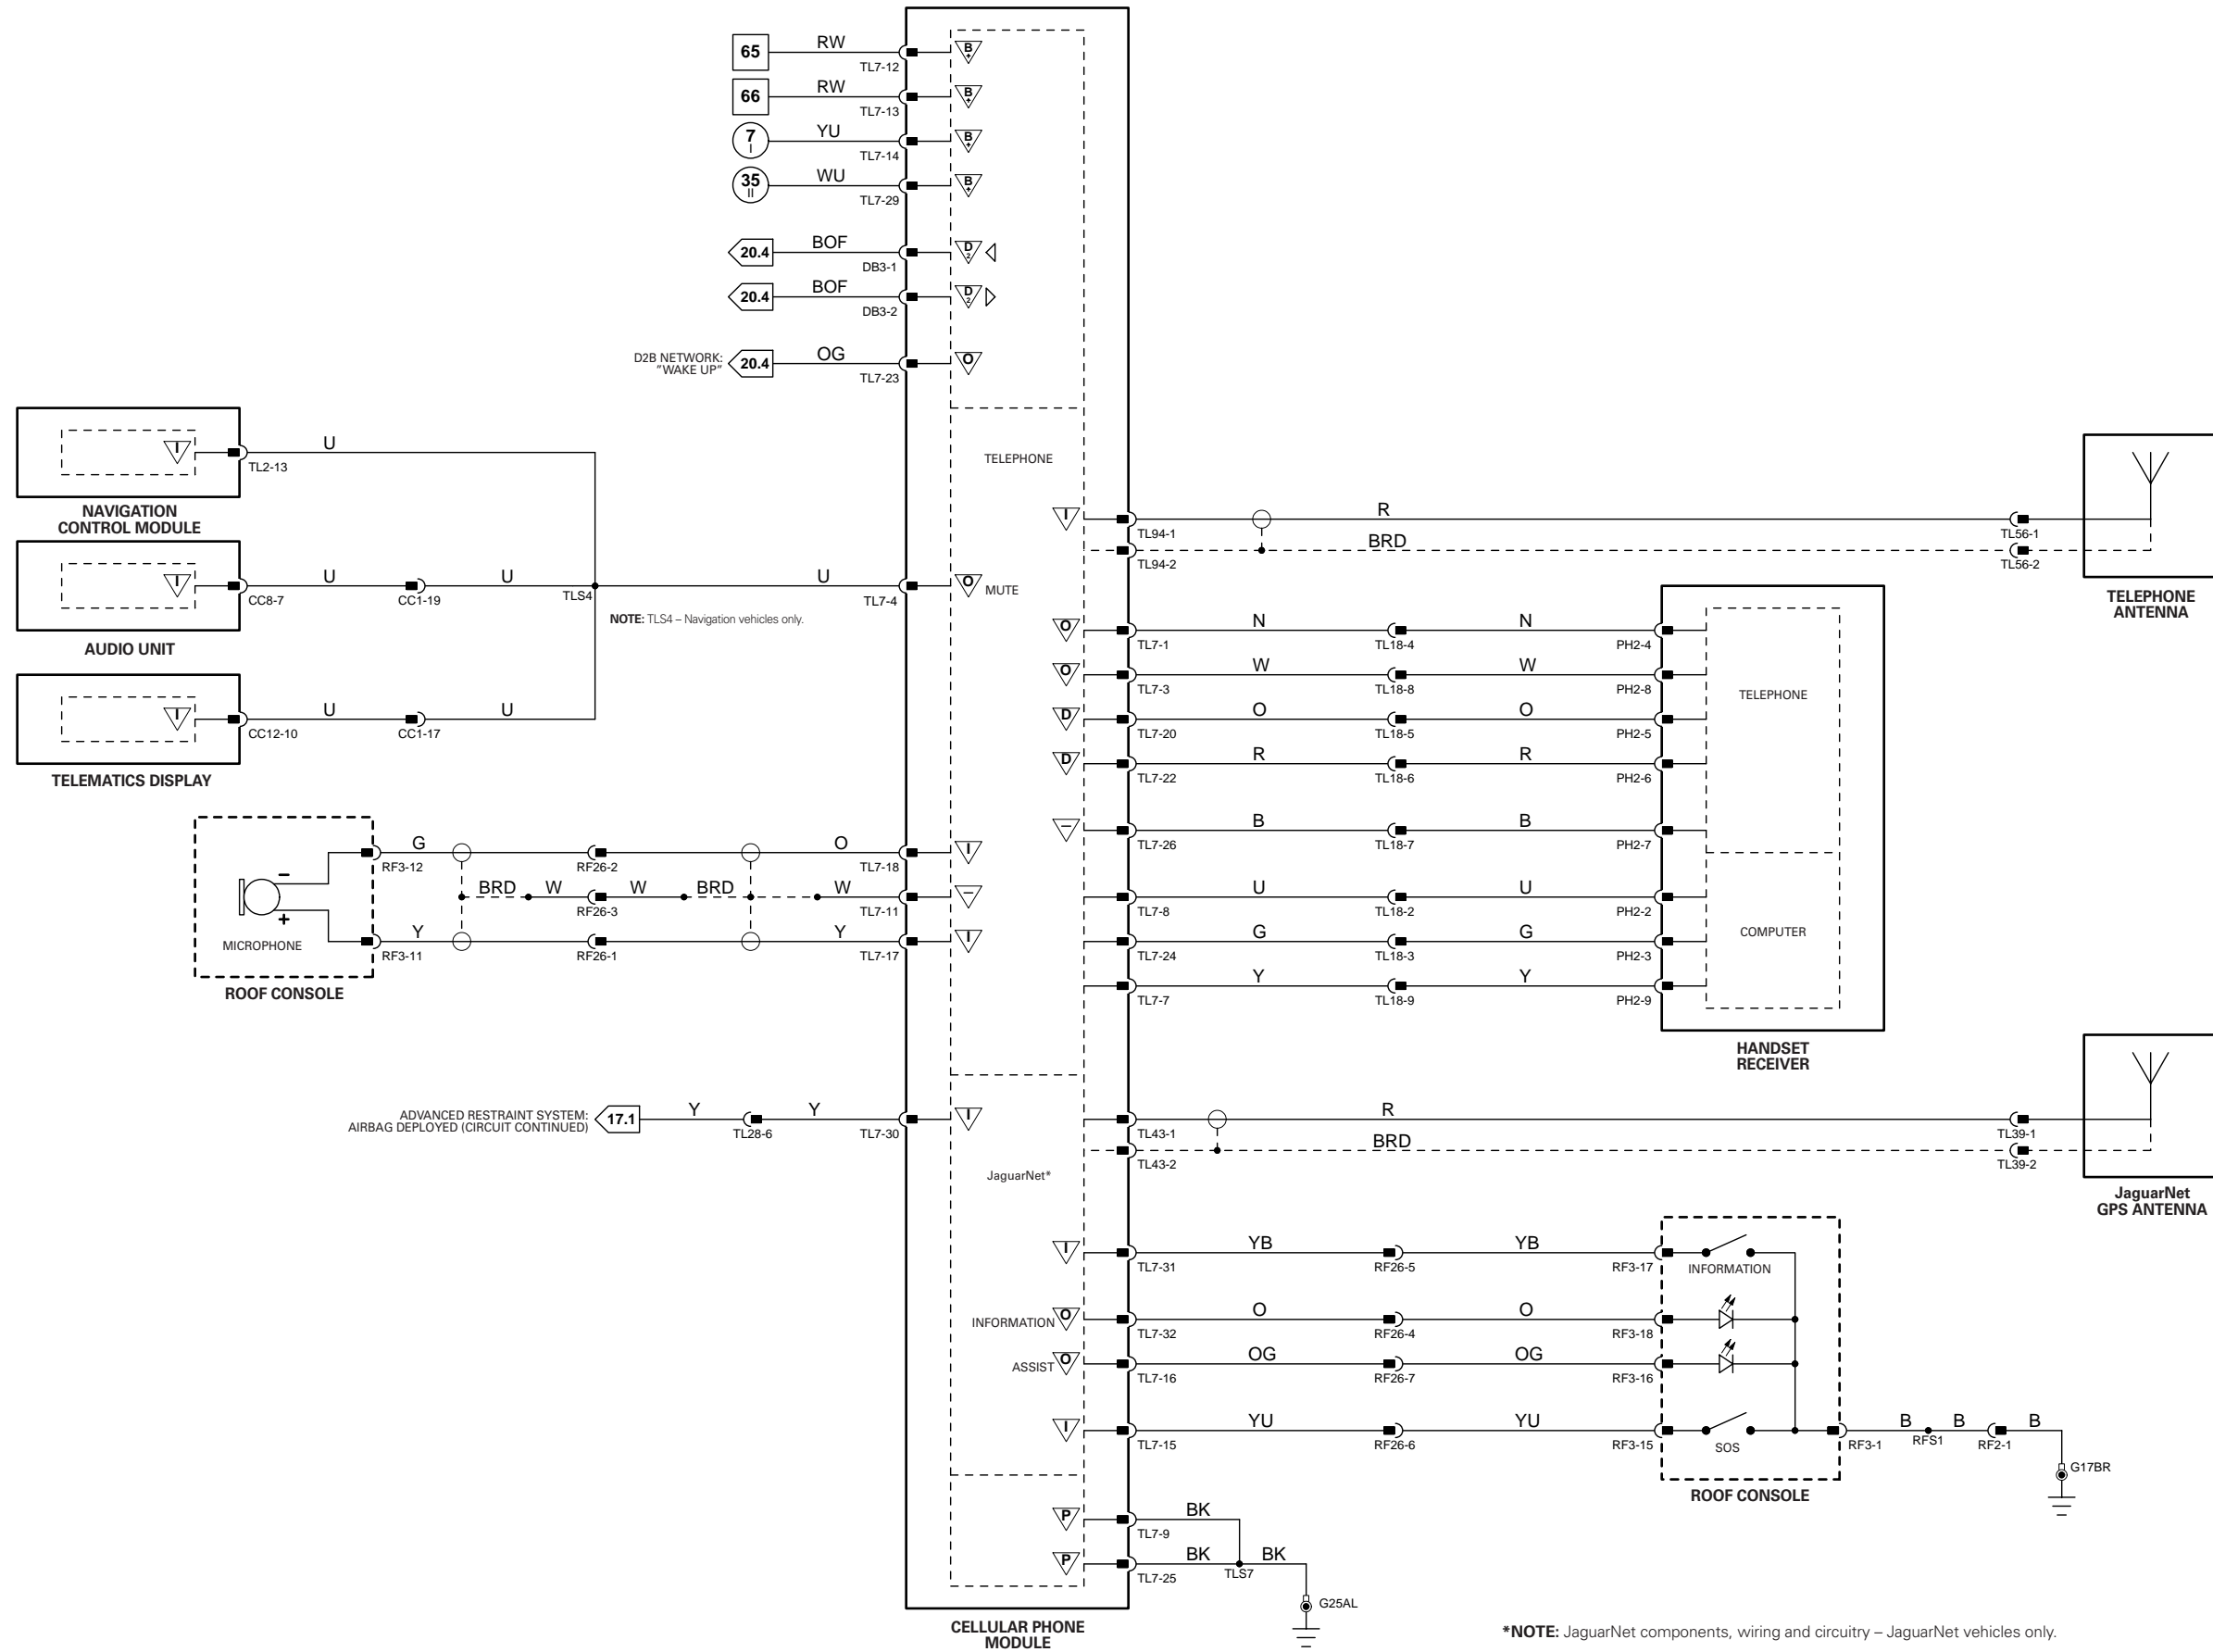 65
RW
TL7-12
B+
66
RW
TL7-13
B+
7
I
YU
TL7-14
B+
35
II
WU
TL7-29
B+
20.4
BOF
DB3-1
D2
20.4
BOF
DB3-2
D2
D2B NETWORK:
"WAKE UP"
20.4
OG
TL7-23
O
I
U
TL2-13
NAVIGATION
CONTROL MODULE
I
U
U
U
CC8-7
CC1-19
TLS4
TL7-4
O
MUTE
NOTE: TLS4 – Navigation vehicles only.
AUDIO UNIT
I
U
U
CC12-10
CC1-17
TELEMATICS DISPLAY
–
+
MICROPHONE
ROOF CONSOLE
G
O
RF3-12
RF26-2
TL7-18
I
BRD
W
W
BRD
W
RF26-3
TL7-11
–
Y
Y
RF3-11
RF26-1
TL7-17
I
ADVANCED RESTRAINT SYSTEM:
AIRBAG DEPLOYED (CIRCUIT CONTINUED)
17.1
Y
Y
TL28-6
TL7-30
I
TELEPHONE
I
R
TL94-1
TL56-1
BRD
TL94-2
TL56-2
TELEPHONE
ANTENNA
O
N
N
TL7-1
TL18-4
PH2-4
O
W
W
TL7-3
TL18-8
PH2-8
TELEPHONE
D
O
O
TL7-20
TL18-5
PH2-5
D
R
R
TL7-22
TL18-6
PH2-6
–
B
B
TL7-26
TL18-7
PH2-7
U
U
TL7-8
TL18-2
PH2-2
COMPUTER
G
G
TL7-24
TL18-3
PH2-3
Y
Y
TL7-7
TL18-9
PH2-9
HANDSET
RECEIVER
R
TL43-1
TL39-1
BRD
TL43-2
TL39-2
JaguarNet
GPS ANTENNA
JaguarNet*
I
YB
YB
TL7-31
RF26-5
RF3-17
INFORMATION
INFORMATION
O
O
O
TL7-32
RF26-4
RF3-18
ASSIST
O
OG
OG
TL7-16
RF26-7
RF3-16
I
YU
YU
TL7-15
RF26-6
RF3-15
SOS
RF3-1
B
RFS1
B
RF2-1
B
G17BR
ROOF CONSOLE
P
BK
TL7-9
P
BK
BK
TL7-25
TLS7
G25AL
CELLULAR PHONE
MODULE
*NOTE: JaguarNet components, wiring and circuitry – JaguarNet vehicles only.